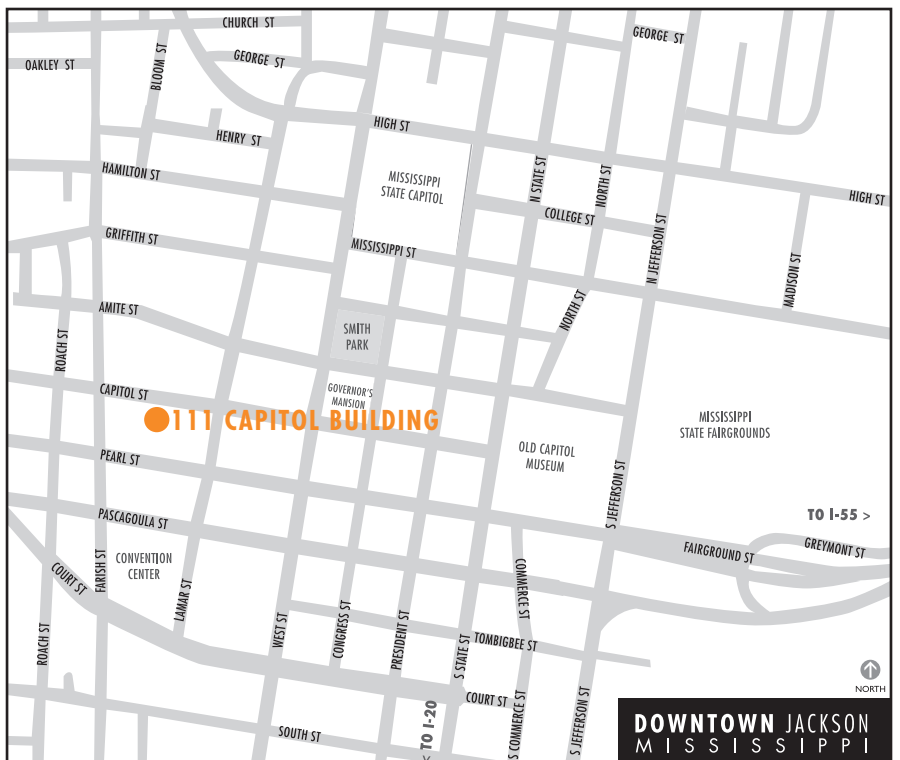 CHURCH ST
GEORGE ST
GEORGE ST
OAKLEY ST
BLOOM ST
HIGH ST
HENRY ST
HAMILTON ST
MISSISSIPPI
STATE CAPITOL
N STATE ST
NORTH ST
HIGH ST
COLLEGE ST
GRIFFITH ST
MISSISSIPPI ST
N JEFFERSON ST
MADISON ST
AMITE ST
NORTH ST
SMITH
PARK
ROACH ST
CAPITOL ST
GOVERNOR'S
MANSION
111 CAPITOL BUILDING
MISSISSIPPI
STATE FAIRGROUNDS
OLD CAPITOL
MUSEUM
PEARL ST
S JEFFERSON ST
PASCAGOULA ST
TO I-55 >
FAIRGROUND ST
GREYMONT ST
CONVENTION
CENTER
COURT ST
FARISH ST
LAMAR ST
COMMERCE ST
ROACH ST
WEST ST
CONGRESS ST
PRESIDENT ST
S STATE ST
TOMBIGBEE ST
NORTH
COURT ST
S COMMERCE ST
S JEFFERSON ST
< TO I-20
SOUTH ST
DOWNTOWN JACKSON
MISSISSIPPI